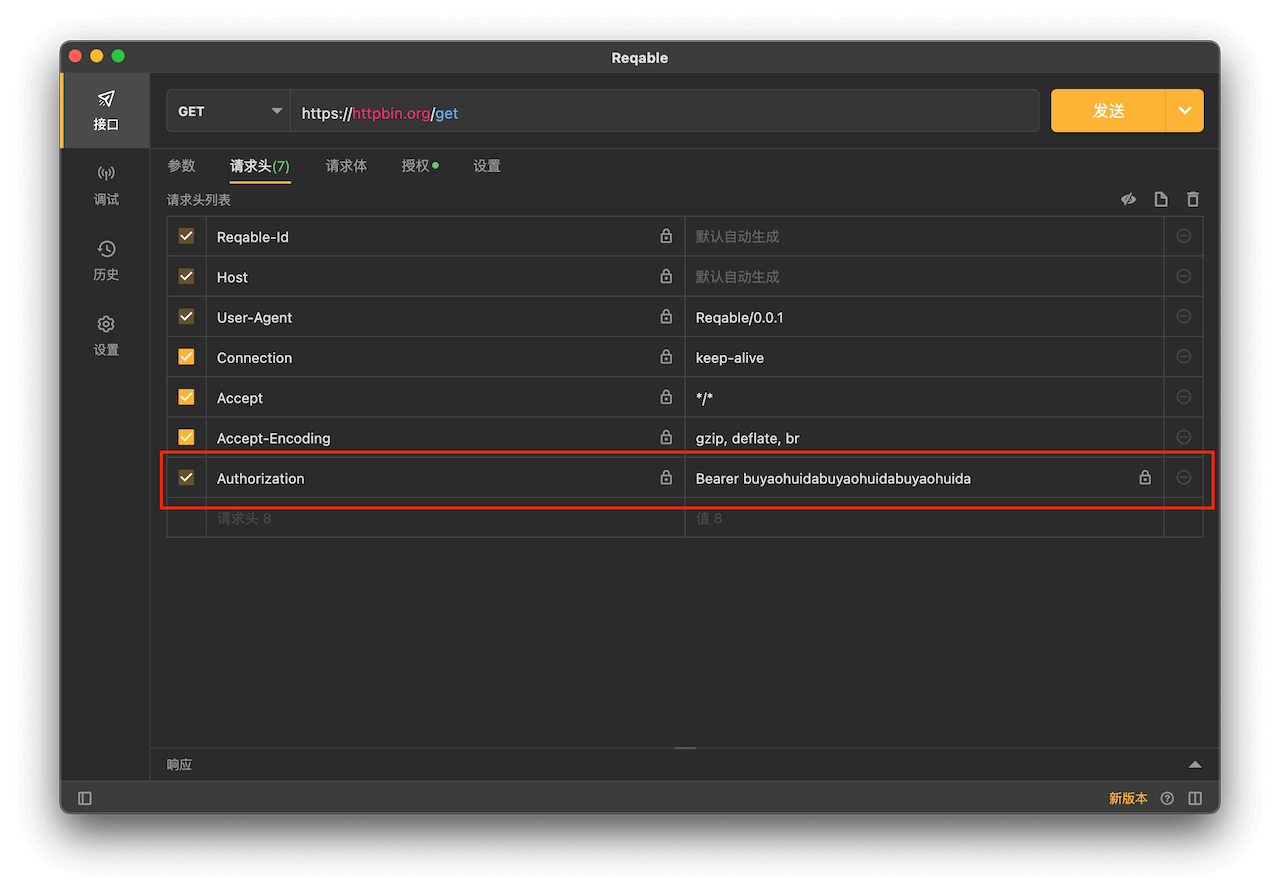 Reqable
接口
调试
历史
设置
GET
https://httpbin.org/get
发送
参数
请求头(7)
请求体
授权
设置
请求头列表
Reqable-Id
默认自动生成
Host
默认自动生成
User-Agent
Reqable/0.0.1
Connection
keep-alive
Accept
*/*
Accept-Encoding
gzip, deflate, br
Authorization
Bearer buyaohuidabuyaohuidabuyaohuida
请求头 8
值 8
响应
新版本